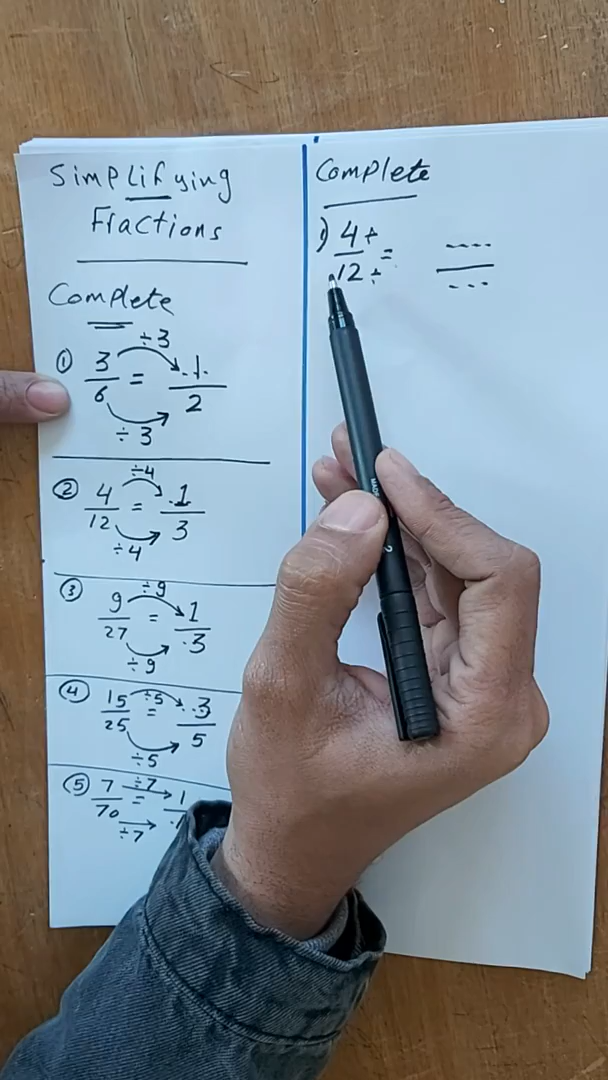 Simplifying
Fractions
Complete
① 3/6 = 1/2
÷3
÷3
② 4/12 = 1/3
÷4
÷4
③ 9/27 = 1/3
÷9
÷9
④ 15/25 = 3/5
÷5
÷5
⑤ 7/70 = 1/
÷7
÷7
Complete
1) 4÷/12÷ = ..../...